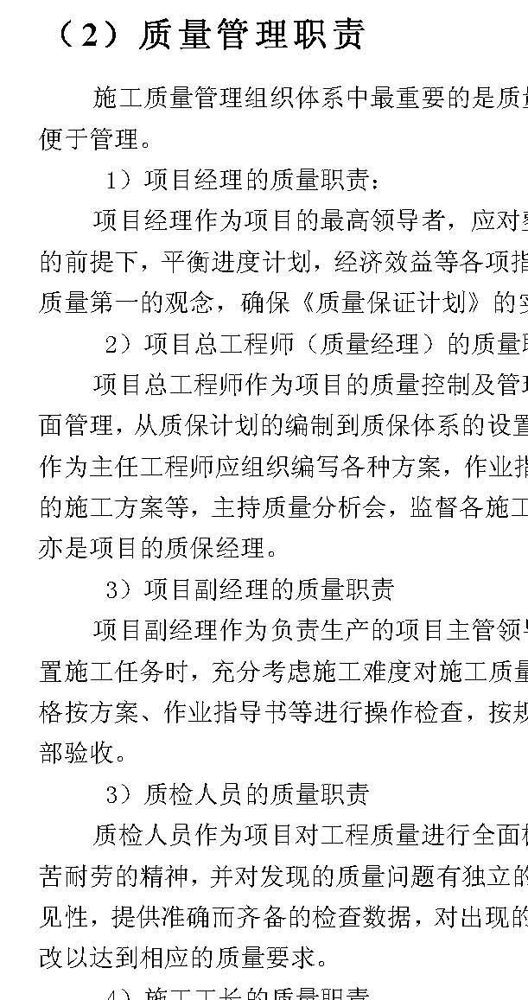 （2）质量管理职责
施工质量管理组织体系中最重要的是质
便于管理。
1）项目经理的质量职责：
项目经理作为项目的最高领导者，应对
的前提下，平衡进度计划，经济效益等各项指
质量第一的观念，确保《质量保证计划》的
2）项目总工程师（质量经理）的质量
项目总工程师作为项目的质量控制及管
面管理，从质保计划的编制到质保体系的设置
作为主任工程师应组织编写各种方案，作业指
的施工方案等，主持质量分析会，监督各施工
亦是项目的质保经理。
3）项目副经理的质量职责
项目副经理作为负责生产的项目主管领
置施工任务时，充分考虑施工难度对施工质量
格按方案、作业指导书等进行操作检查，按规
部验收。
3）质检人员的质量职责
质检人员作为项目对工程质量进行全面
苦耐劳的精神，并对发现的质量问题有独立的
见性，提供准确而齐备的检查数据，对出现的
改以达到相应的质量要求。
4）施工工长的质量职责